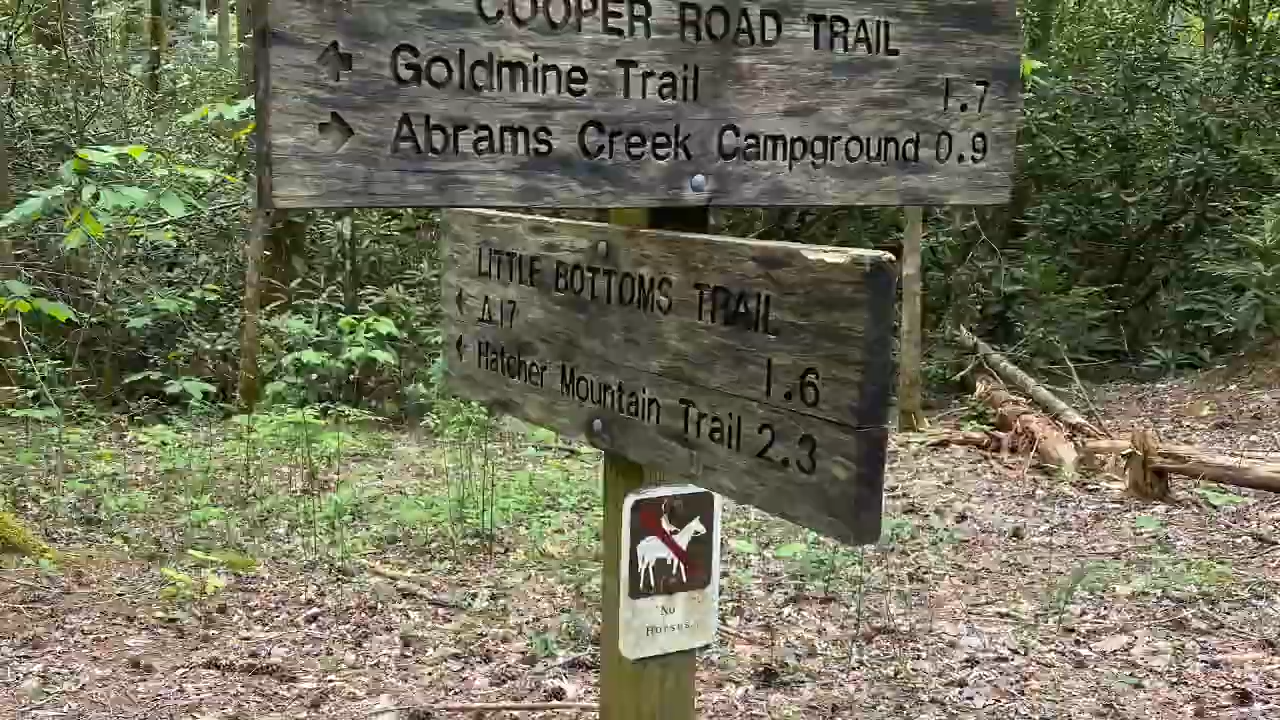 COOPER ROAD TRAIL
Goldmine Trail 1.7
Abrams Creek Campground 0.9
LITTLE BOTTOMS TRAIL
Δ17 1.6
Hatcher Mountain Trail 2.3
No
Horses